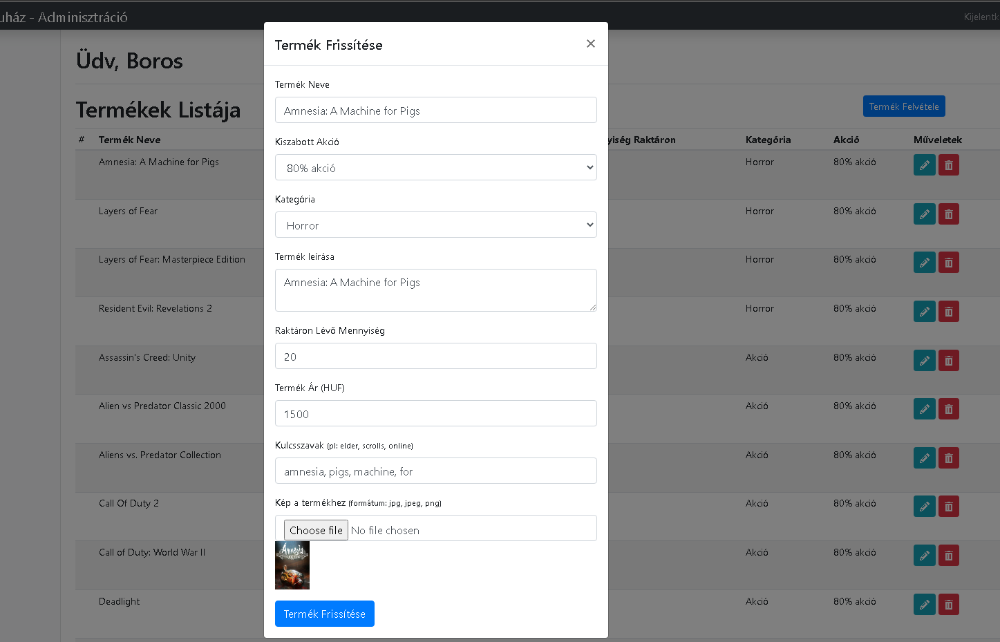 uház - Adminisztráció
Kijelentk
Üdv, Boros
Termékek Listája
Termék Felvétele
# Termék Neve
yiség Raktáron Kategória Akció Műveletek
Amnesia: A Machine for Pigs Horror 80% akció
Layers of Fear Horror 80% akció
Layers of Fear: Masterpiece Edition Horror 80% akció
Resident Evil: Revelations 2 Horror 80% akció
Assassin's Creed: Unity Akció 80% akció
Alien vs Predator Classic 2000 Akció 80% akció
Aliens vs. Predator Collection Akció 80% akció
Call Of Duty 2 Akció 80% akció
Call of Duty: World War II Akció 80% akció
Deadlight Akció 80% akció
Termék Frissítése ×
Termék Neve
Amnesia: A Machine for Pigs
Kiszabott Akció
80% akció
Kategória
Horror
Termék leírása
Amnesia: A Machine for Pigs
Raktáron Lévő Mennyiség
20
Termék Ár (HUF)
1500
Kulcsszavak (pl: elder, scrolls, online)
amnesia, pigs, machine, for
Kép a termékhez (formátum: jpg, jpeg, png)
Choose file No file chosen
Amnesia
Termék Frissítése